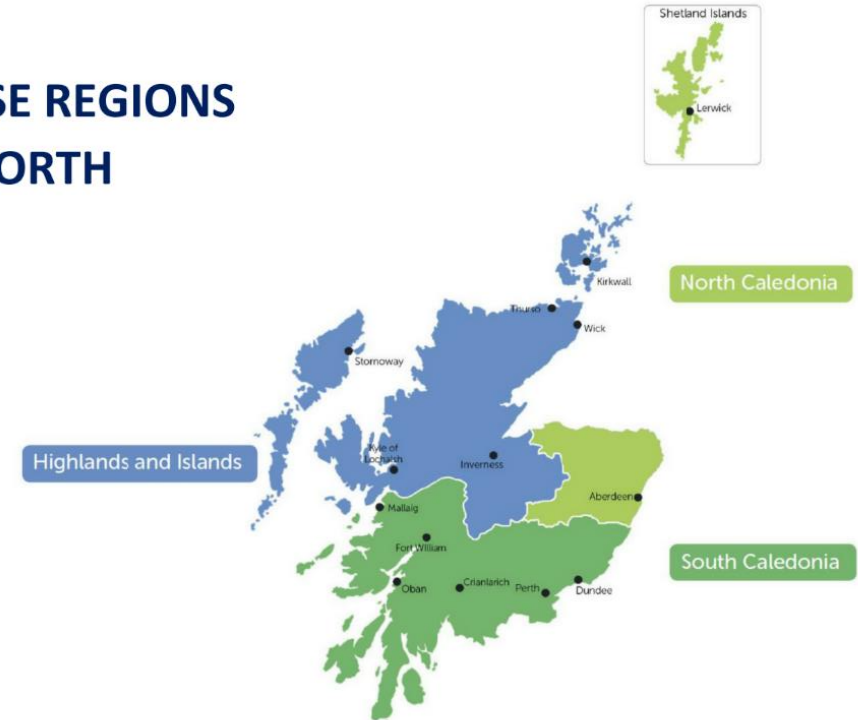 SE REGIONS
ORTH
Shetland Islands
Lerwick
Kirkwall
North Caledonia
Thurso
Wick
Stornoway
Kyle of
Lochalsh
Highlands and Islands
Inverness
Aberdeen
Mallaig
Fort William
South Caledonia
Oban
Crianlarich
Perth
Dundee